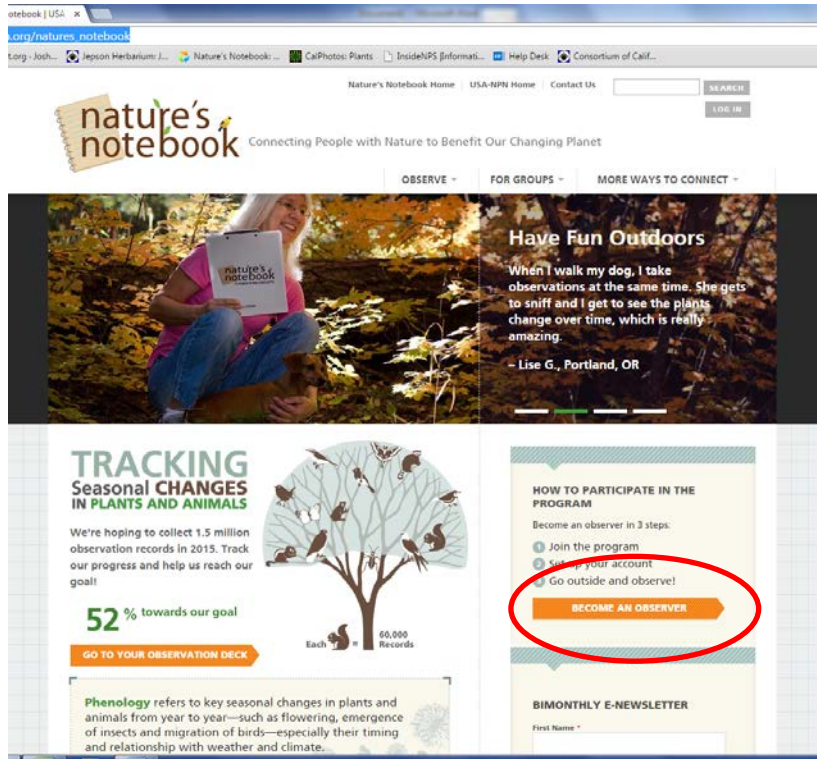 otebook | USA
.org/natures_notebook
t.org - Josh... Jepson Herbarium: J... Nature's Notebook: ... CalPhotos: Plants InsideNPS [Informati... Help Desk Consortium of Calif...
Nature's Notebook Home USA-NPN Home Contact Us SEARCH
LOG IN
nature's
notebook
Connecting People with Nature to Benefit Our Changing Planet
OBSERVE FOR GROUPS MORE WAYS TO CONNECT
nature's
notebook
Have Fun Outdoors
When I walk my dog, I take
observations at the same time. She gets
to sniff and I get to see the plants
change over time, which is really
amazing.
– Lise G., Portland, OR
TRACKING
Seasonal CHANGES
IN PLANTS AND ANIMALS
We're hoping to collect 1.5 million
observation records in 2015. Track
our progress and help us reach our
goal!
52 % towards our goal
GO TO YOUR OBSERVATION DECK
Each = 60,000
Records
Phenology refers to key seasonal changes in plants and
animals from year to year—such as flowering, emergence
of insects and migration of birds—especially their timing
and relationship with weather and climate.
HOW TO PARTICIPATE IN THE
PROGRAM
Become an observer in 3 steps:
1 Join the program
2 Set up your account
Go outside and observe!
BECOME AN OBSERVER
BIMONTHLY E-NEWSLETTER
First Name *